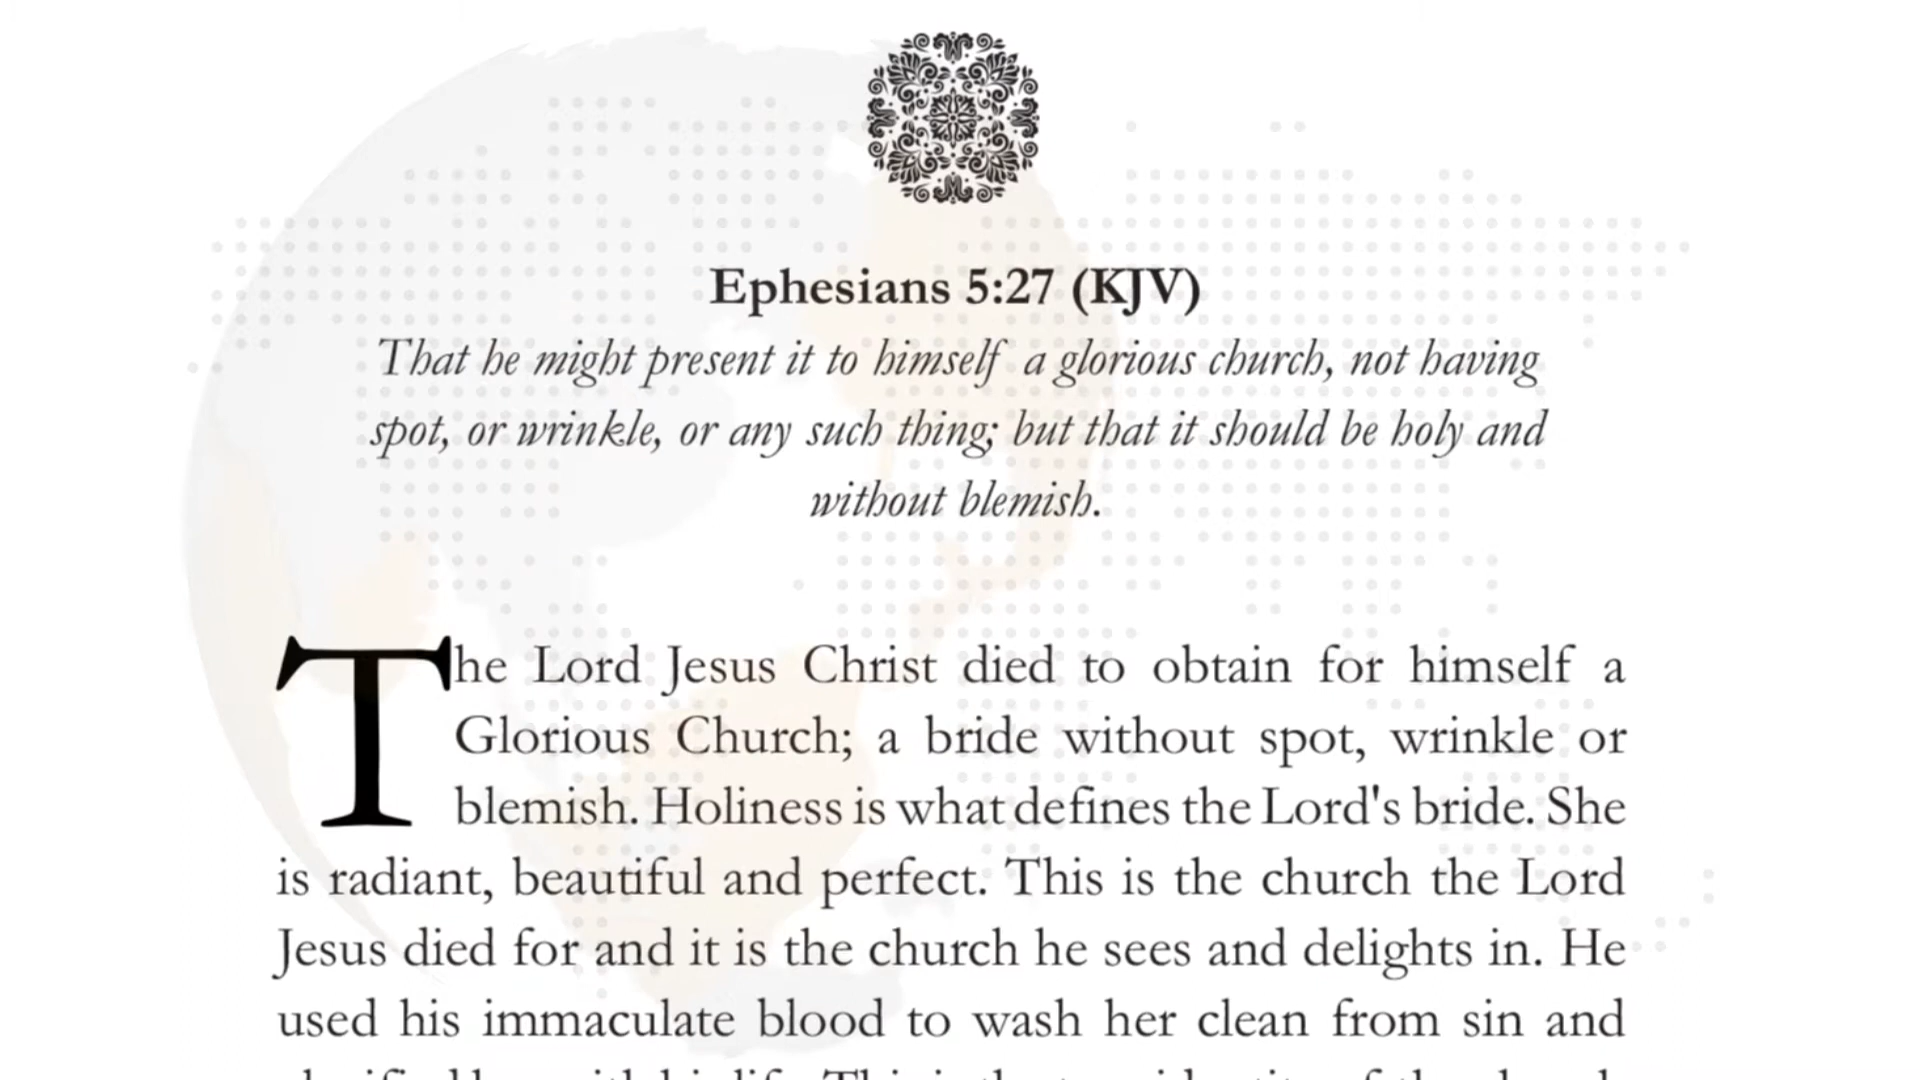 Ephesians 5:27 (KJV)
That he might present it to himself a glorious church, not having
spot, or wrinkle, or any such thing; but that it should be holy and
without blemish.
The Lord Jesus Christ died to obtain for himself a
Glorious Church; a bride without spot, wrinkle or
blemish. Holiness is what defines the Lord's bride. She
is radiant, beautiful and perfect. This is the church the Lord
Jesus died for and it is the church he sees and delights in. He
used his immaculate blood to wash her clean from sin and